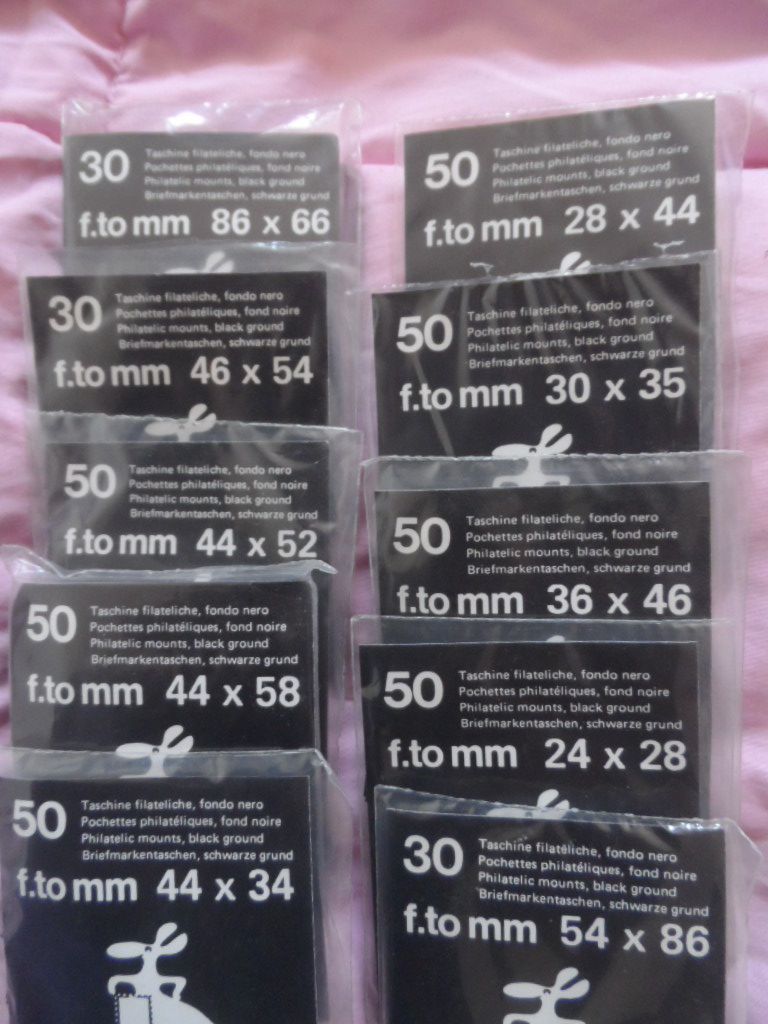 30
Taschine filateliche, fondo nero
Pochettes philatéliques, fond noire
Philatelic mounts, black ground
Briefmarkentaschen, schwarze grund
f.to mm 86 x 66
30
Taschine filateliche, fondo nero
Pochettes philatéliques, fond noire
Philatelic mounts, black ground
Briefmarkentaschen, schwarze grund
f.to mm 46 x 54
50
Taschine filateliche, fondo nero
Pochettes philatéliques, fond noire
Philatelic mounts, black ground
Briefmarkentaschen, schwarze grund
f.to mm 44 x 52
50
Taschine filateliche, fondo nero
Pochettes philatéliques, fond noire
Philatelic mounts, black ground
Briefmarkentaschen, schwarze grund
f.to mm 44 x 58
50
Taschine filateliche, fondo nero
Pochettes philatéliques, fond noire
Philatelic mounts, black ground
Briefmarkentaschen, schwarze grund
f.to mm 44 x 34
50
Taschine filateliche, fondo nero
Pochettes philatéliques, fond noire
Philatelic mounts, black ground
Briefmarkentaschen, schwarze grund
f.to mm 28 x 44
50
Taschine filateliche, fondo nero
Pochettes philatéliques, fond noire
Philatelic mounts, black ground
Briefmarkentaschen, schwarze grund
f.to mm 30 x 35
50
Taschine filateliche, fondo nero
Pochettes philatéliques, fond noire
Philatelic mounts, black ground
Briefmarkentaschen, schwarze grund
f.to mm 36 x 46
50
Taschine filateliche, fondo nero
Pochettes philatéliques, fond noire
Philatelic mounts, black ground
Briefmarkentaschen, schwarze grund
f.to mm 24 x 28
30
Taschine filateliche, fondo nero
Pochettes philatéliques, fond noire
Philatelic mounts, black ground
Briefmarkentaschen, schwarze grund
f.to mm 54 x 86